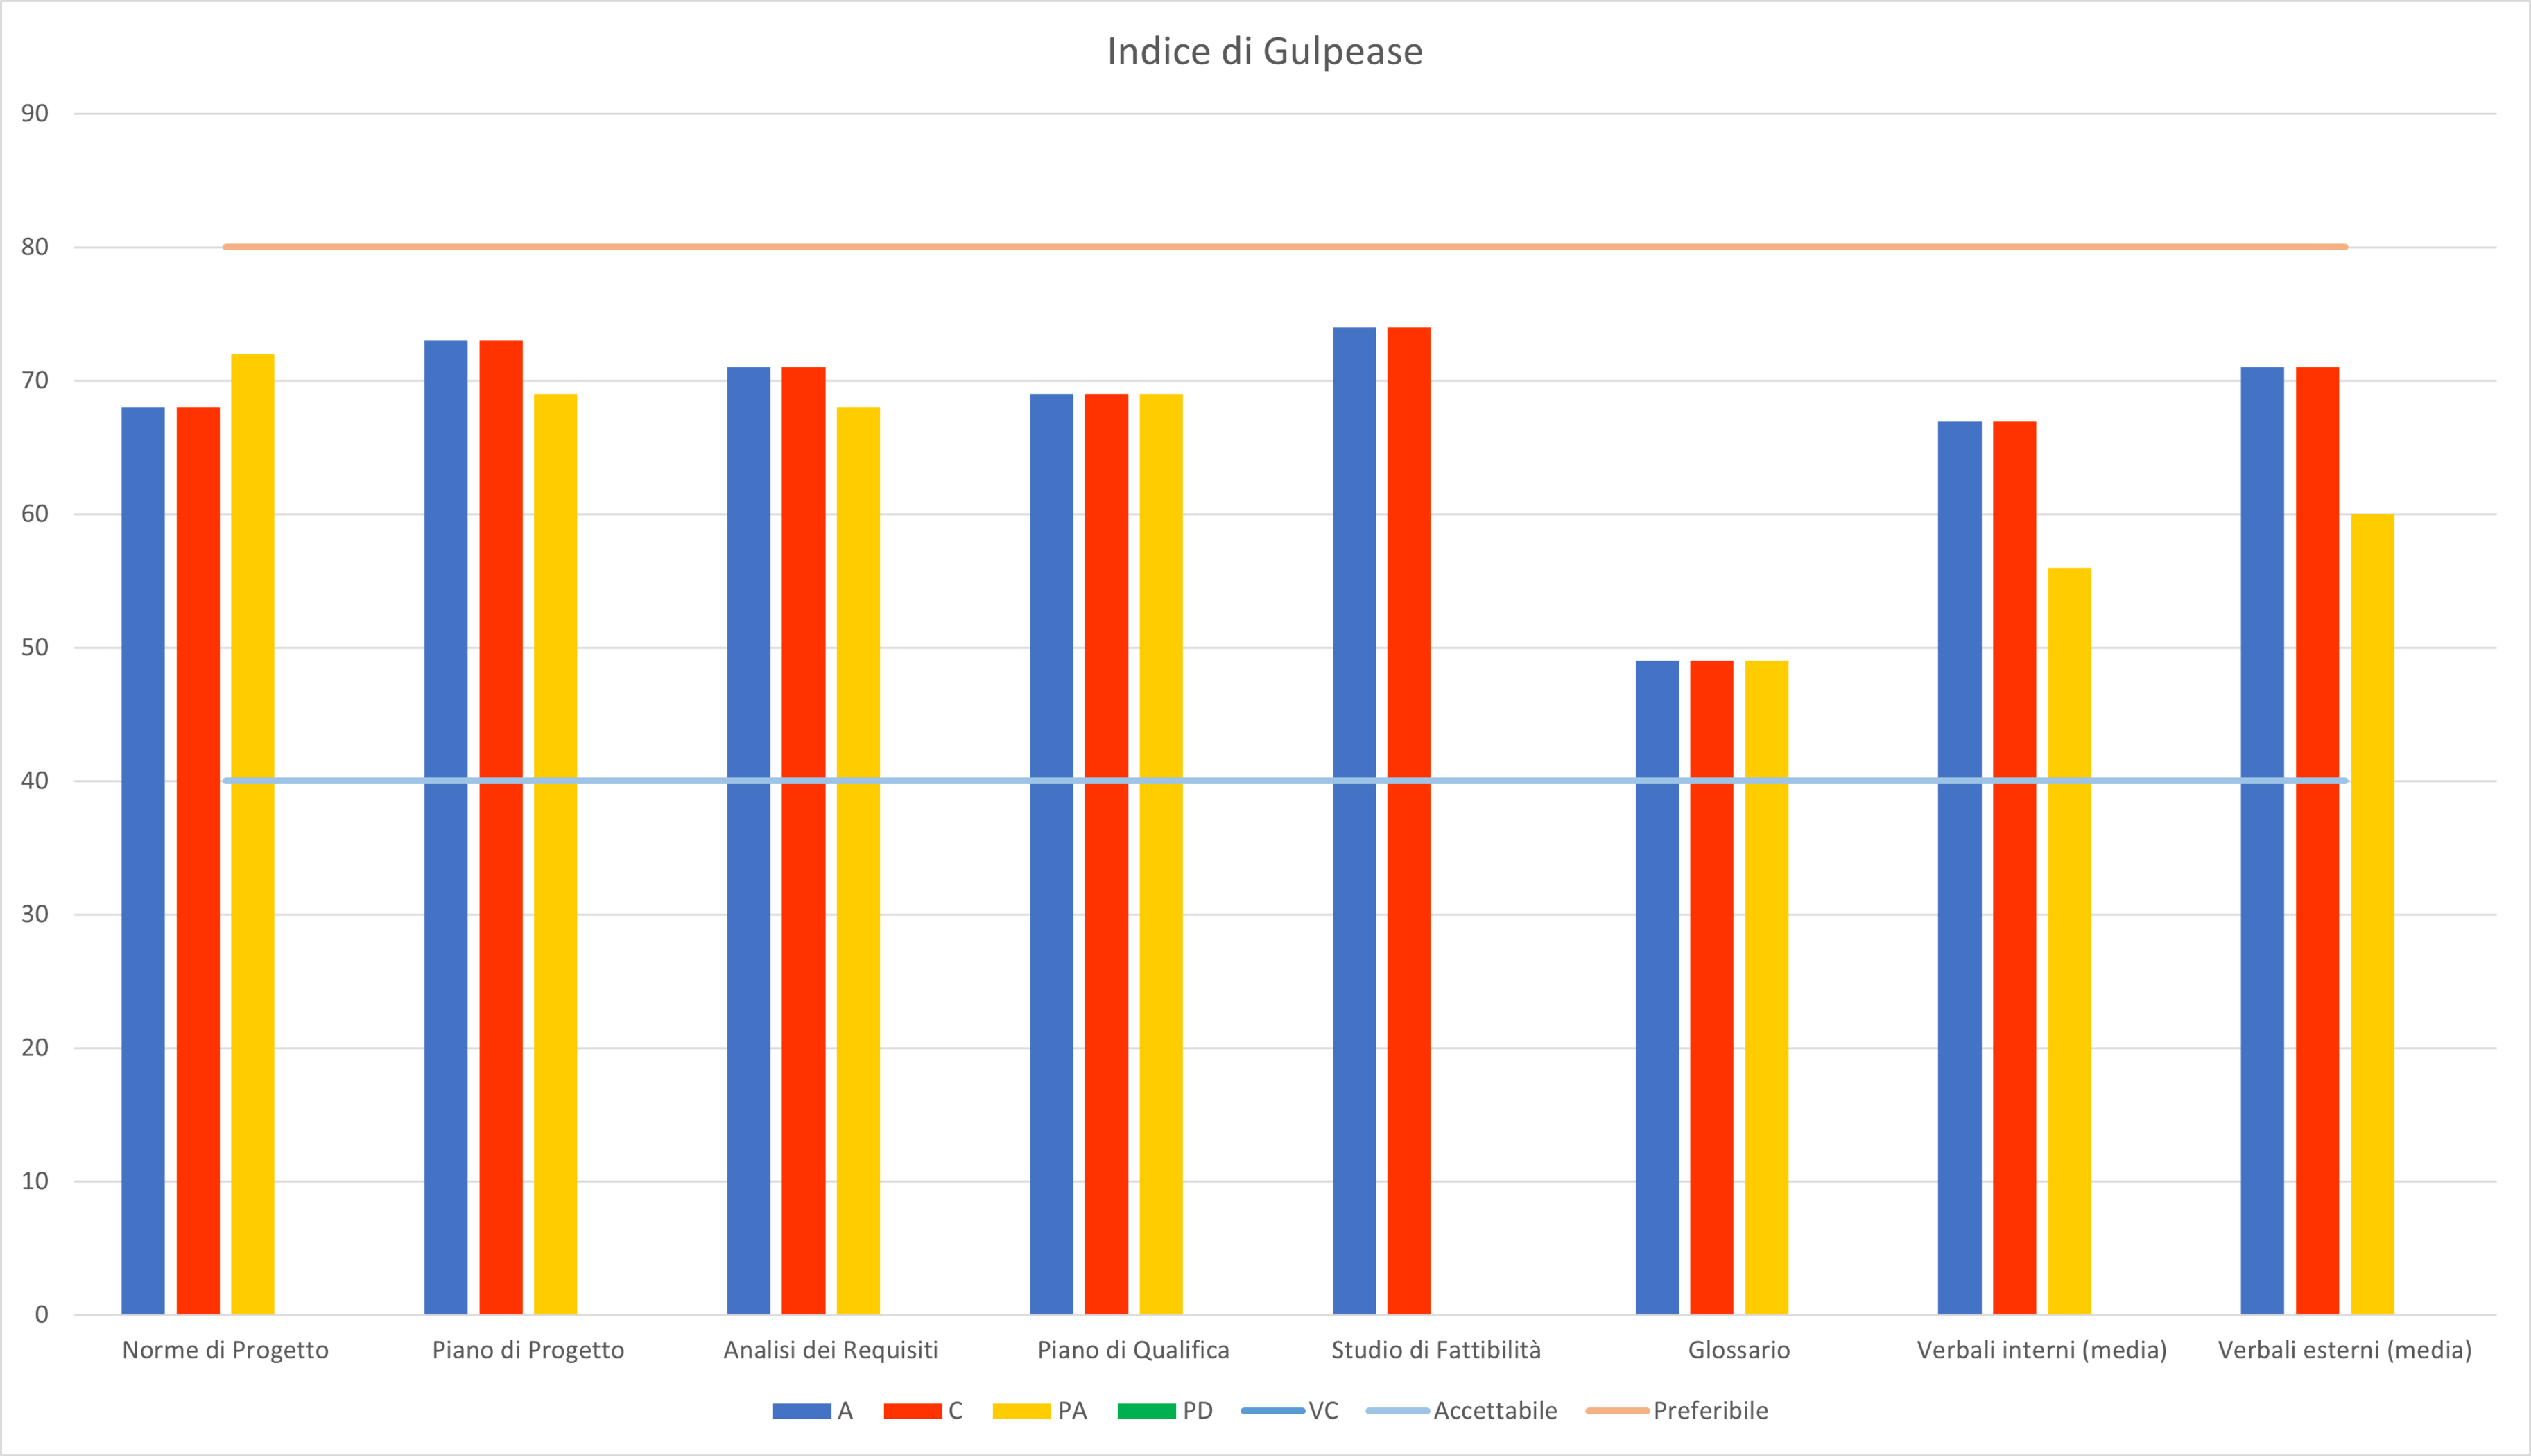 Indice di Gulpease
90
80
70
60
50
40
30
20
10
0
Norme di Progetto
Piano di Progetto
Analisi dei Requisiti
Piano di Qualifica
Studio di Fattibilità
Glossario
Verbali interni (media)
Verbali esterni (media)
A C PA PD VC Accettabile Preferibile